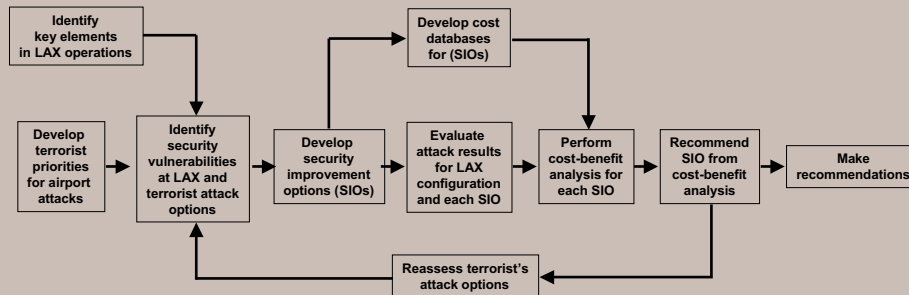 Identify
key elements
in LAX operations
Develop cost
databases
for (SIOs)
Develop
terrorist
priorities
for airport
attacks
Identify
security
vulnerabilities
at LAX and
terrorist attack
options
Develop
security
improvement
options (SIOs)
Evaluate
attack results
for LAX
configuration
and each SIO
Perform
cost-benefit
analysis for
each SIO
Recommend
SIO from
cost-benefit
analysis
Make
recommendations
Reassess terrorist’s
attack options